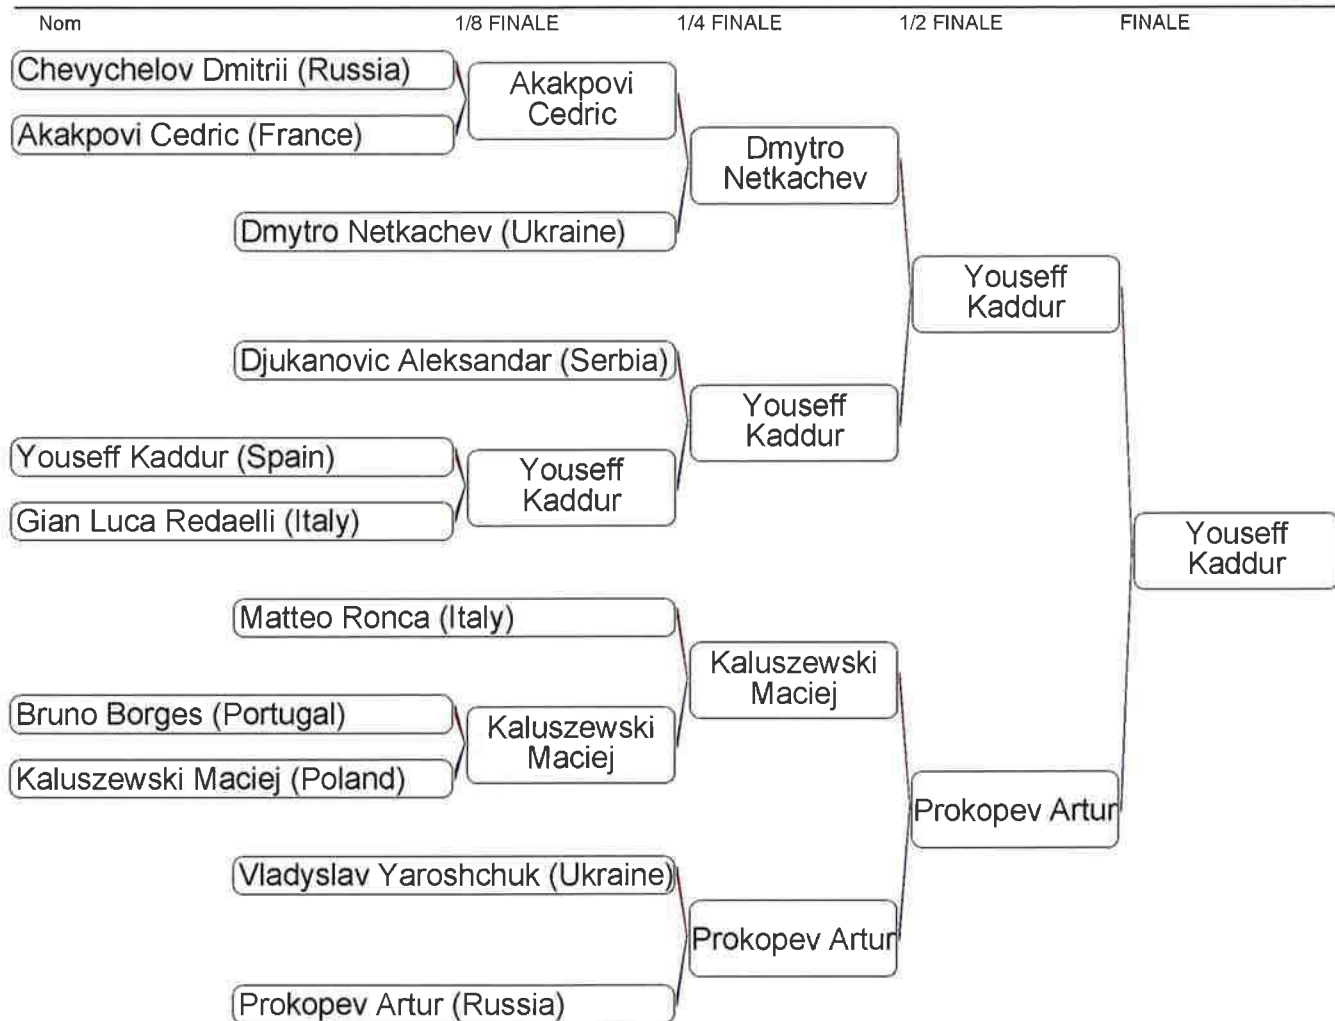 Nom 1/8 FINALE 1/4 FINALE 1/2 FINALE FINALE
Chevychelov Dmitrii (Russia)
Akakpovi
Cedric
Akakpovi Cedric (France)
Dmytro
Netkachev
Dmytro Netkachev (Ukraine)
Youseff
Kaddur
Djukanovic Aleksandar (Serbia)
Youseff
Kaddur
Youseff Kaddur (Spain)
Youseff
Kaddur
Gian Luca Redaelli (Italy)
Youseff
Kaddur
Matteo Ronca (Italy)
Kaluszewski
Maciej
Bruno Borges (Portugal)
Kaluszewski
Maciej
Kaluszewski Maciej (Poland)
Prokopev Artur
Vladyslav Yaroshchuk (Ukraine)
Prokopev Artur
Prokopev Artur (Russia)